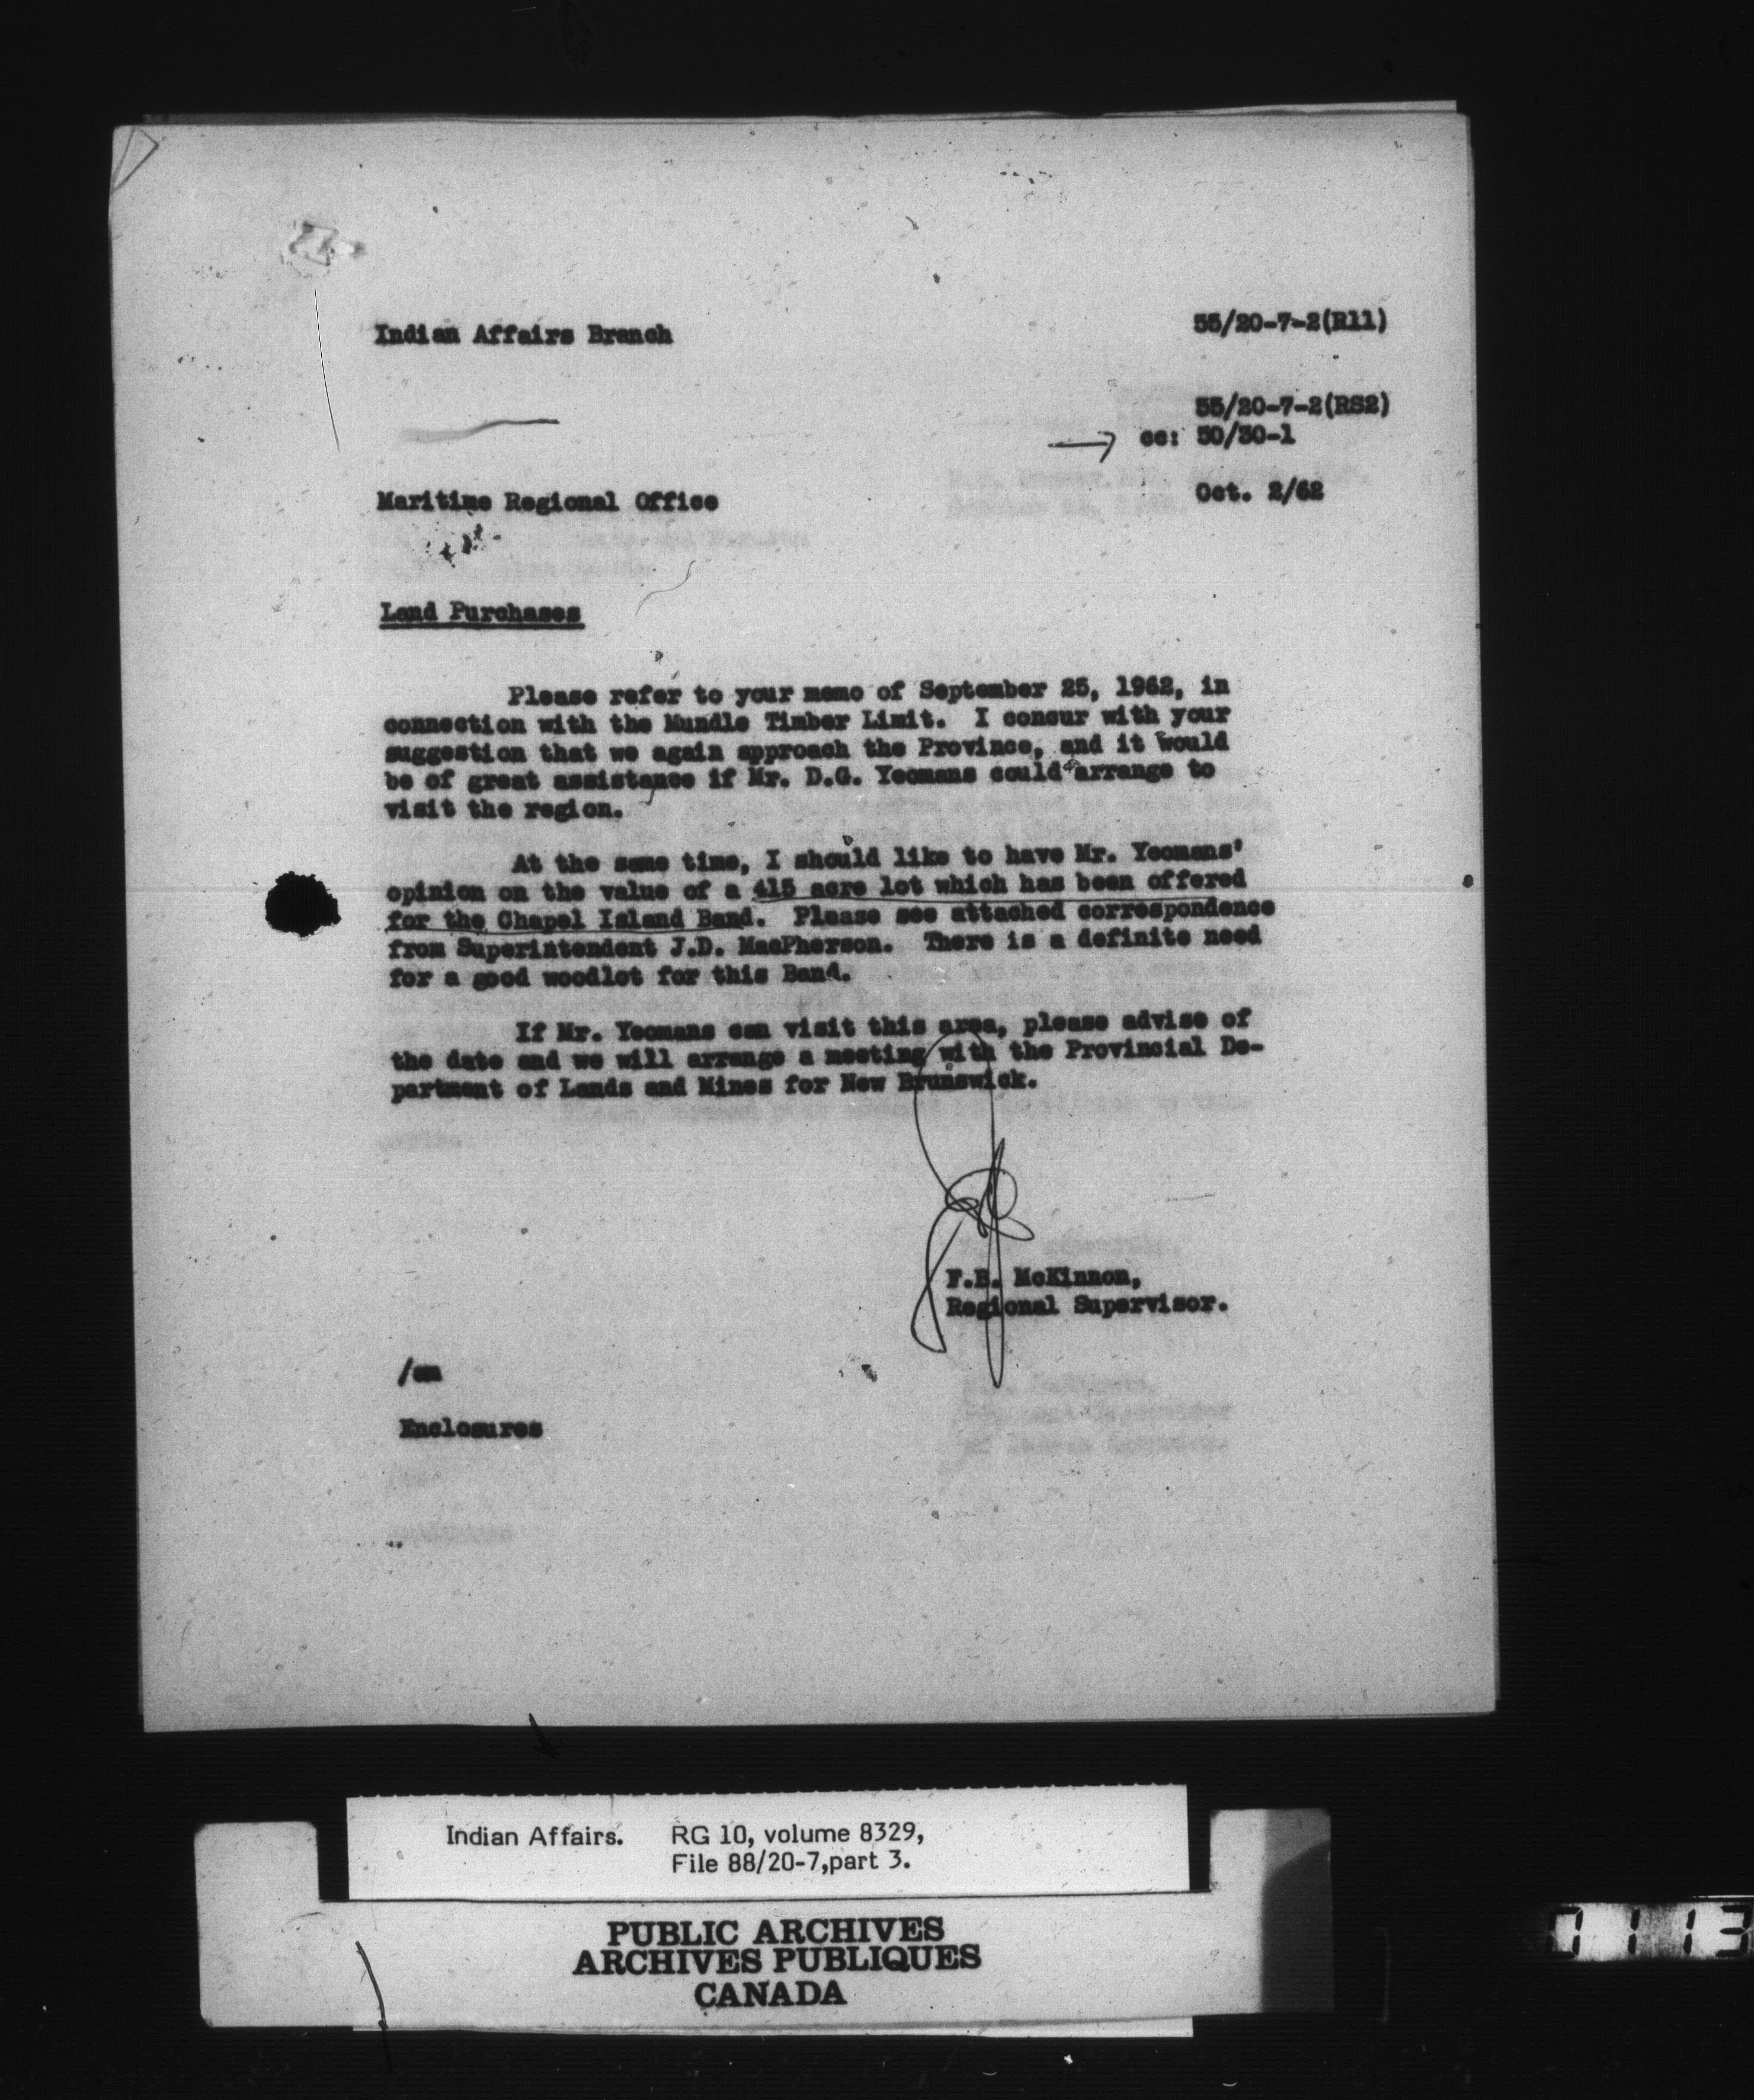 Indian Affairs Branch
55/20-7-2(R11)
55/20-7-2(RS2)
cc: 50/30-1
Maritime Regional Office
Oct. 2/62
Land Purchases
Please refer to your memo of September 25, 1962, in
connection with the Mundle Timber Limit. I concur with your
suggestion that we again approach the Province, and it would
be of great assistance if Mr. D.G. Yeomans could arrange to
visit the region.
At the same time, I should like to have Mr. Yeomans'
opinion on the value of a 415 acre lot which has been offered
for the Chapel Island Band. Please see attached correspondence
from Superintendent J.D. MacPherson. There is a definite need
for a good woodlot for this Band.
If Mr. Yeomans can visit this area, please advise of
the date and we will arrange a meeting with the Provincial De-
partment of Lands and Mines for New Brunswick.
F.B. McKinnon,
Regional Supervisor.
Enclosures
Indian Affairs. RG 10, volume 8329,
File 88/20-7,part 3.
PUBLIC ARCHIVES
ARCHIVES PUBLIQUES
CANADA
0113